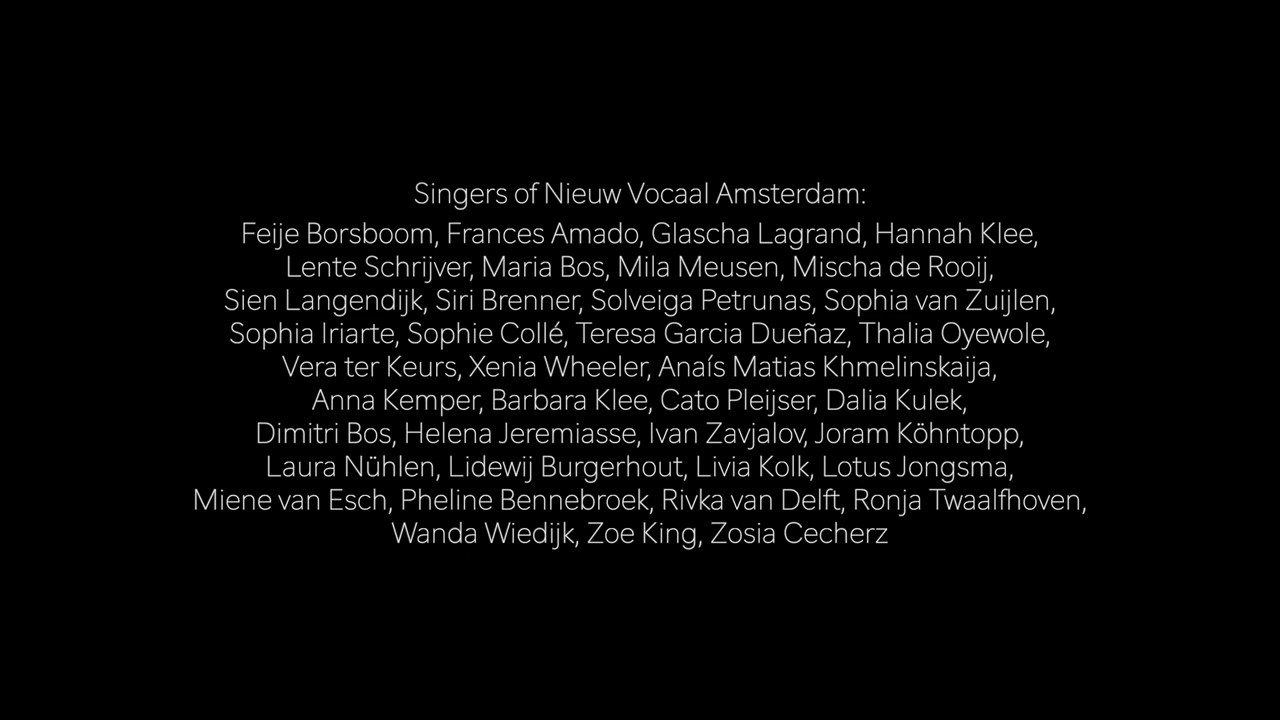 Singers of Nieuw Vocaal Amsterdam:
Feije Borsboom, Frances Amado, Glascha Lagrand, Hannah Klee,
Lente Schrijver, Maria Bos, Mila Meusen, Mischa de Rooij,
Sien Langendijk, Siri Brenner, Solveiga Petrunas, Sophia van Zuijlen,
Sophia Iriarte, Sophie Collé, Teresa Garcia Dueñaz, Thalia Oyewole,
Vera ter Keurs, Xenia Wheeler, Anaís Matias Khmelinskaija,
Anna Kemper, Barbara Klee, Cato Pleijser, Dalia Kulek,
Dimitri Bos, Helena Jeremiasse, Ivan Zavjalov, Joram Köhntopp,
Laura Nühlen, Lidewij Burgerhout, Livia Kolk, Lotus Jongsma,
Miene van Esch, Pheline Bennebroek, Rivka van Delft, Ronja Twaalfhoven,
Wanda Wiedijk, Zoe King, Zosia Cecherz